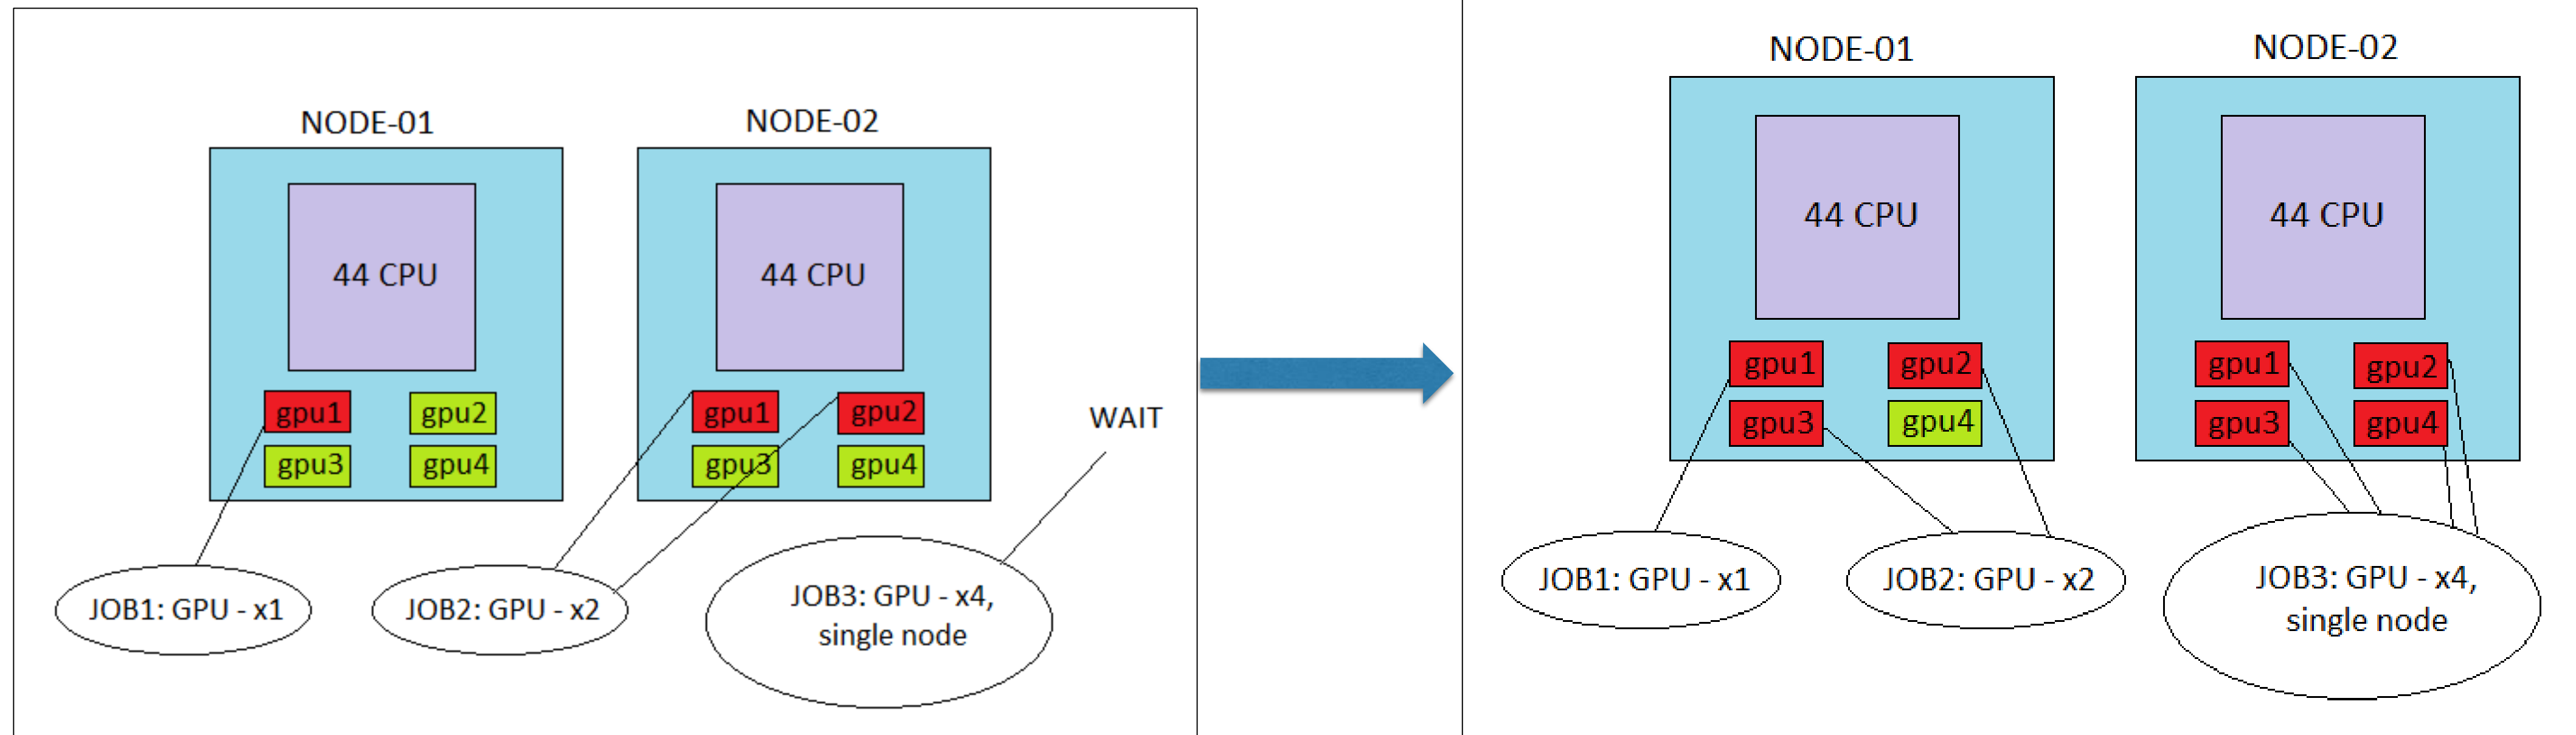 NODE-01
NODE-02
44 CPU
44 CPU
gpu1
gpu2
gpu3
gpu4
gpu1
gpu2
gpu3
gpu4
WAIT
JOB1: GPU - x1
JOB2: GPU - x2
JOB3: GPU - x4,
single node
NODE-01
NODE-02
44 CPU
44 CPU
gpu1
gpu2
gpu3
gpu4
gpu1
gpu2
gpu3
gpu4
JOB1: GPU - x1
JOB2: GPU - x2
JOB3: GPU - x4,
single node